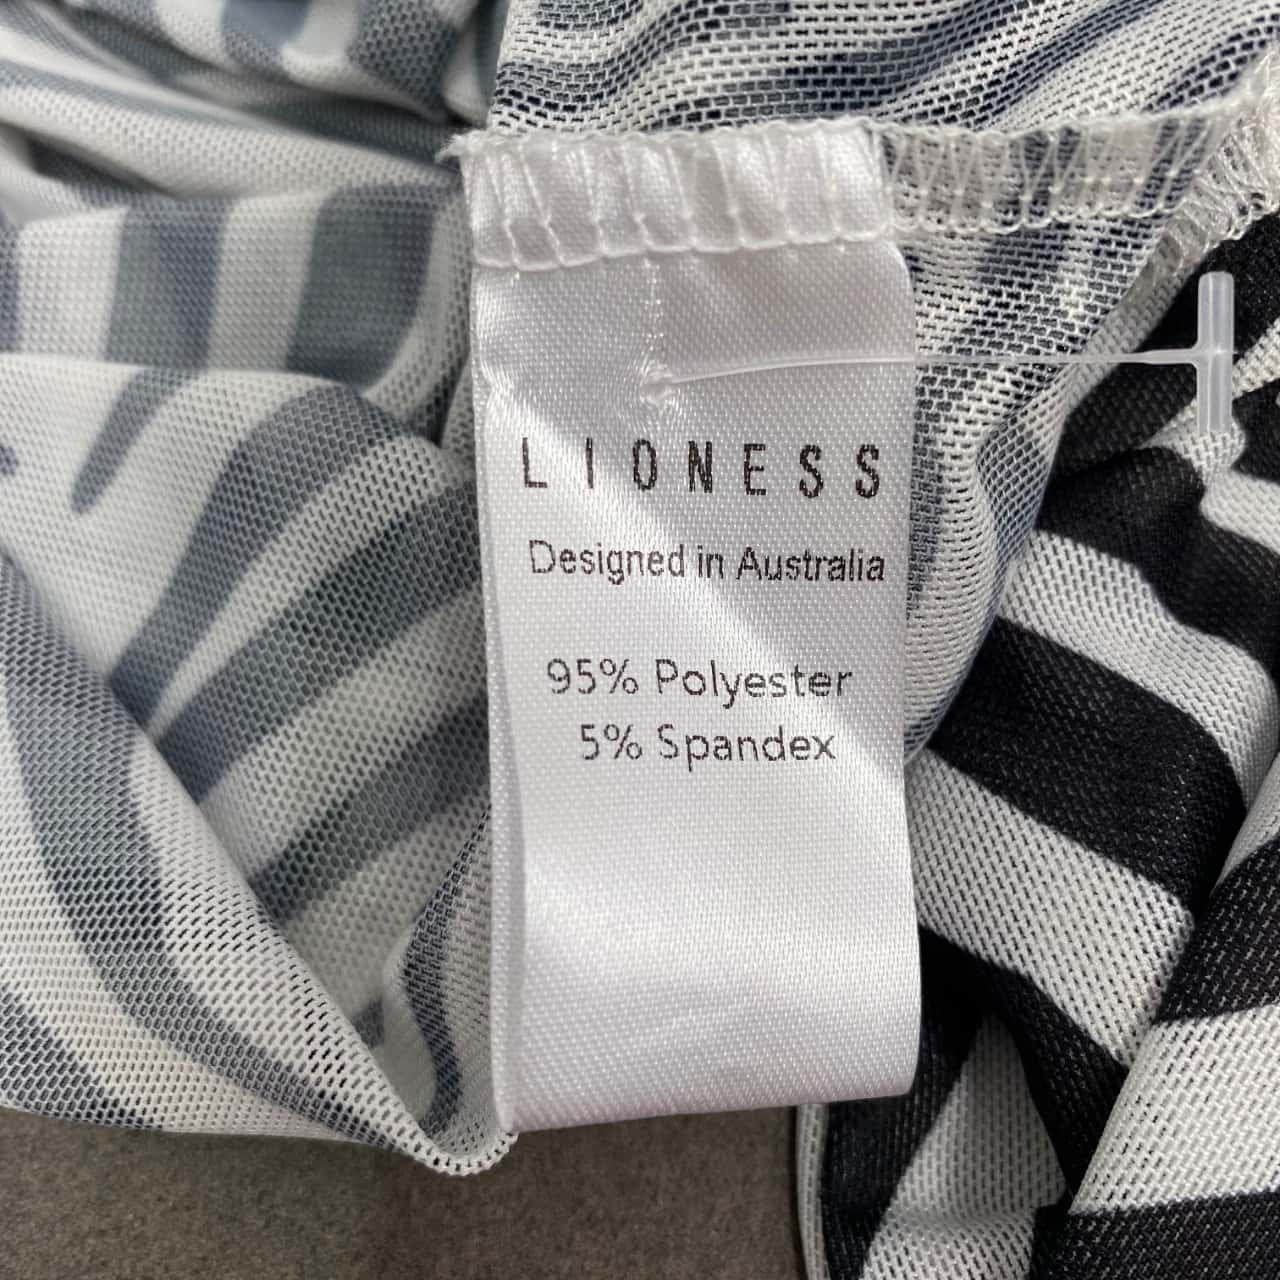 LIONESS
Designed in Australia
95% Polyester
5% Spandex